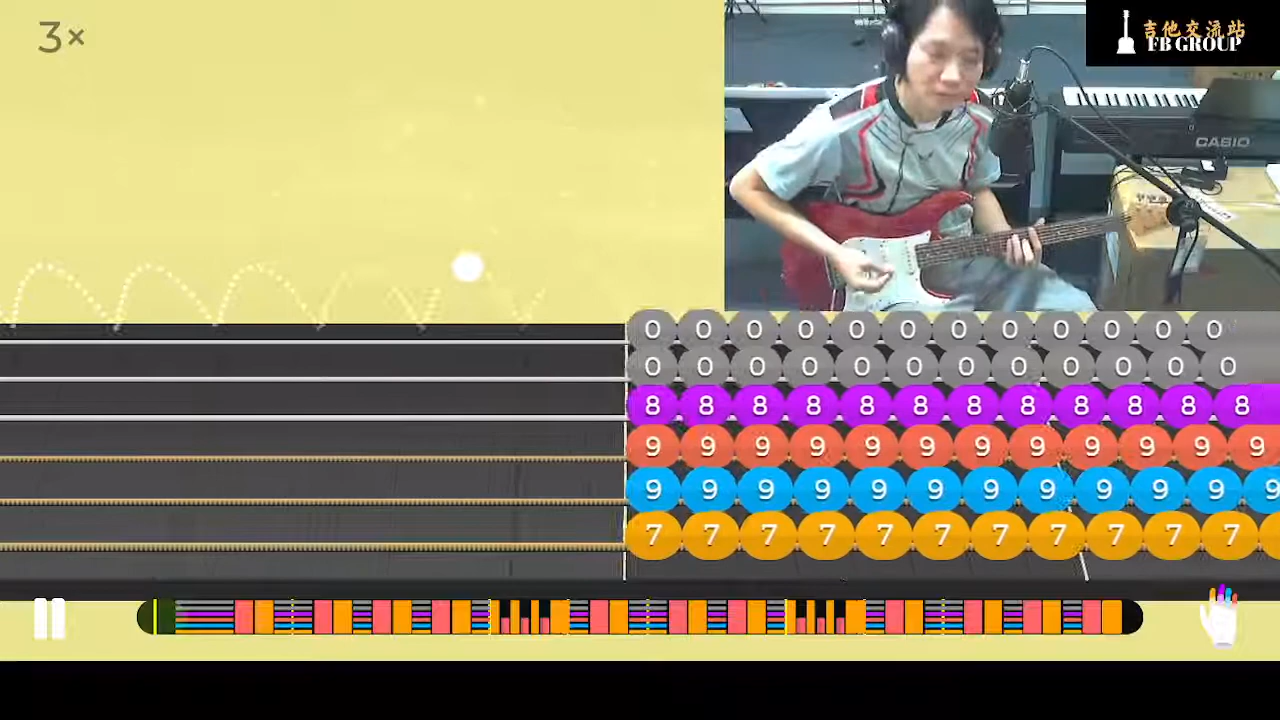 3×
吉他交流站
FB GROUP
CASIO
0 0 0 0 0 0 0 0 0 0 0 0
0 0 0 0 0 0 0 0 0 0 0 0
8 8 8 8 8 8 8 8 8 8 8 8
9 9 9 9 9 9 9 9 9 9 9 9
9 9 9 9 9 9 9 9 9 9 9 9
7 7 7 7 7 7 7 7 7 7 7